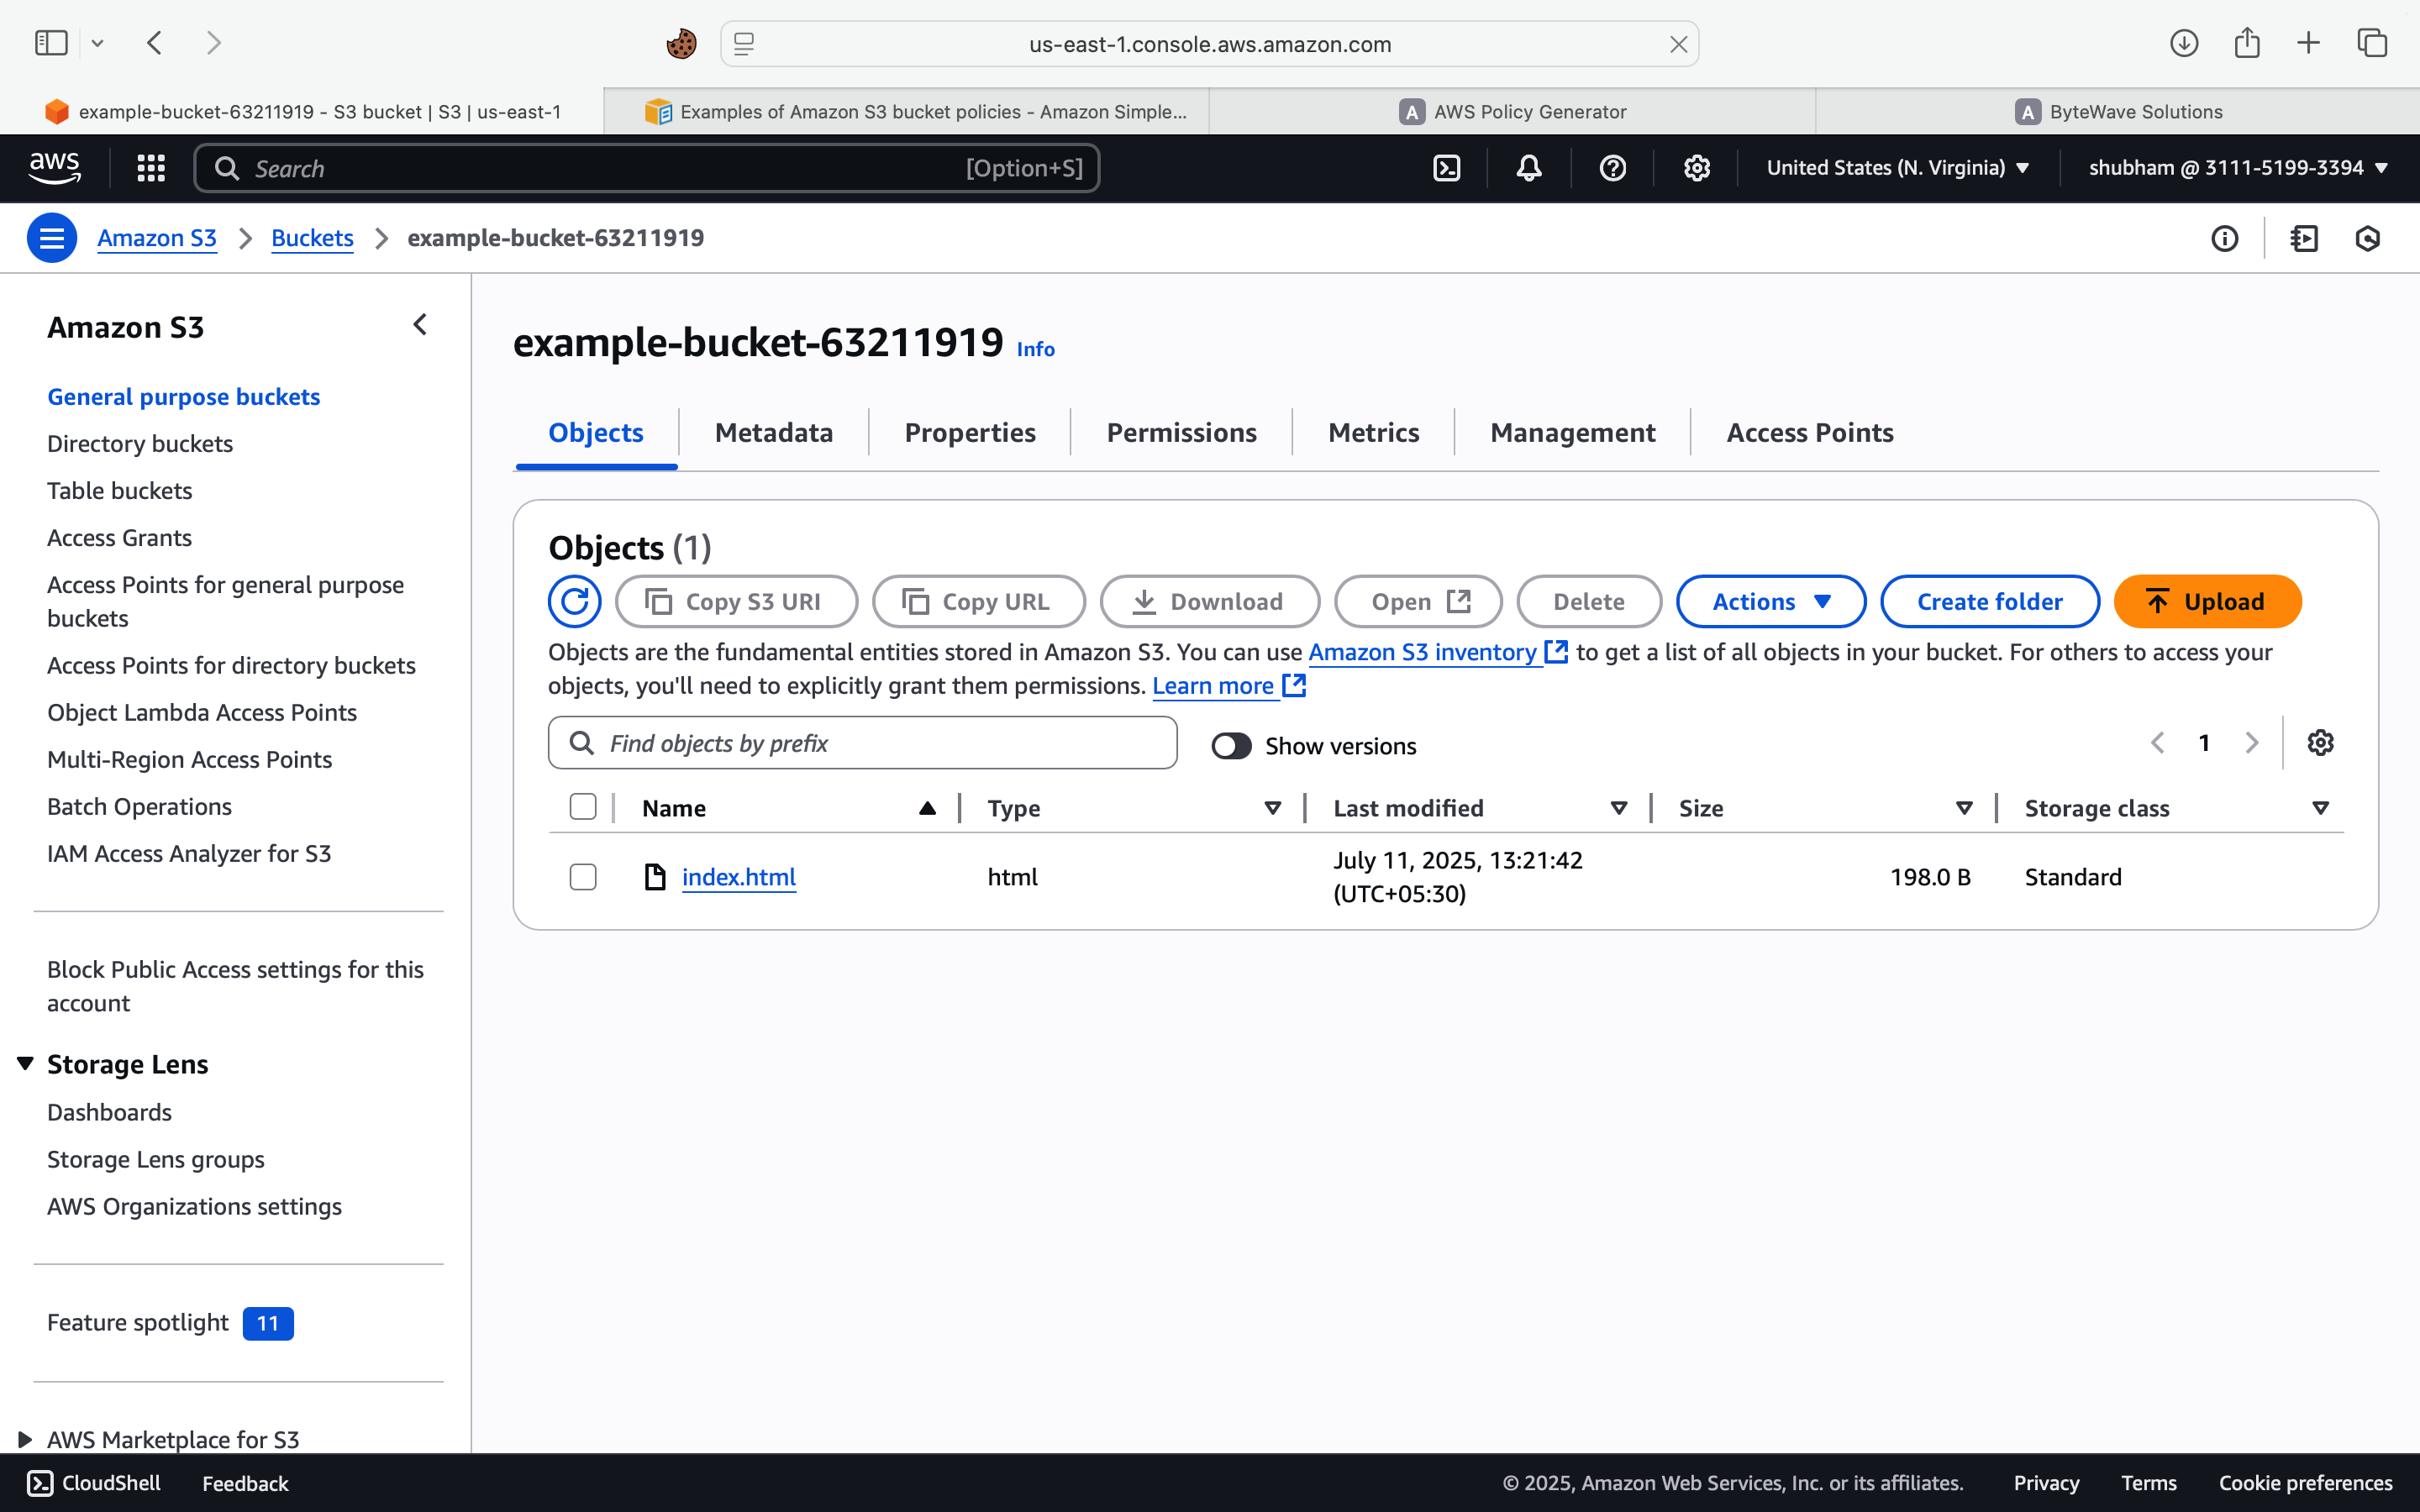 us-east-1.console.aws.amazon.com
example-bucket-63211919 - S3 bucket | S3 | us-east-1
Examples of Amazon S3 bucket policies - Amazon Simple...
A AWS Policy Generator
A ByteWave Solutions
aws
Search
[Option+S]
United States (N. Virginia)
shubham @ 3111-5199-3394
Amazon S3
Buckets
example-bucket-63211919
Amazon S3
General purpose buckets
Directory buckets
Table buckets
Access Grants
Access Points for general purpose
buckets
Access Points for directory buckets
Object Lambda Access Points
Multi-Region Access Points
Batch Operations
IAM Access Analyzer for S3
Block Public Access settings for this
account
Storage Lens
Dashboards
Storage Lens groups
AWS Organizations settings
Feature spotlight 11
AWS Marketplace for S3
example-bucket-63211919 Info
Objects
Metadata
Properties
Permissions
Metrics
Management
Access Points
Objects (1)
Copy S3 URI
Copy URL
Download
Open
Delete
Actions
Create folder
Upload
Objects are the fundamental entities stored in Amazon S3. You can use Amazon S3 inventory to get a list of all objects in your bucket. For others to access your
objects, you'll need to explicitly grant them permissions. Learn more
Find objects by prefix
Show versions
1
Name
Type
Last modified
Size
Storage class
index.html
html
July 11, 2025, 13:21:42
(UTC+05:30)
198.0 B
Standard
CloudShell
Feedback
© 2025, Amazon Web Services, Inc. or its affiliates.
Privacy
Terms
Cookie preferences